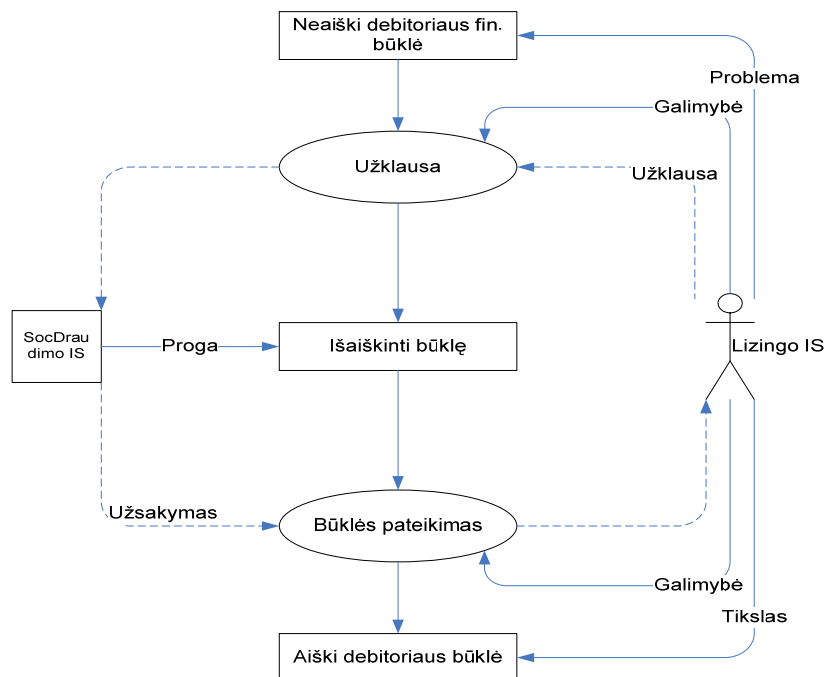 Neaiški debitoriaus fin.
būklė
Problema
Galimybė
Užklausa
Užklausa
SocDrau
dimo IS
Proga
Išaiškinti būklę
Lizingo IS
Užsakymas
Būklės pateikimas
Galimybė
Tikslas
Aiški debitoriaus būklė